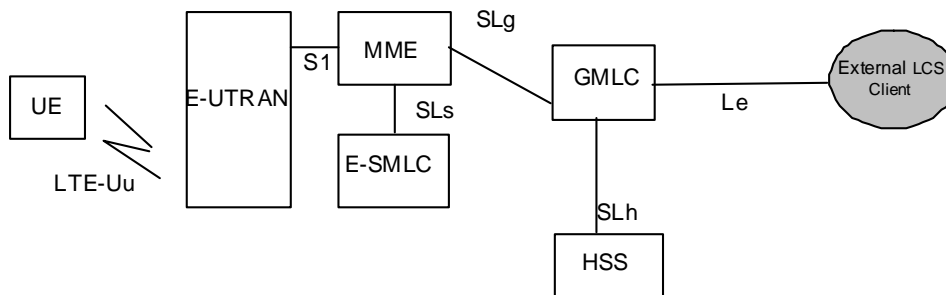 SLg
MME
S1
GMLC
External LCS
Client
E-UTRAN
UE
Le
SLs
E-SMLC
LTE-Uu
SLh
HSS